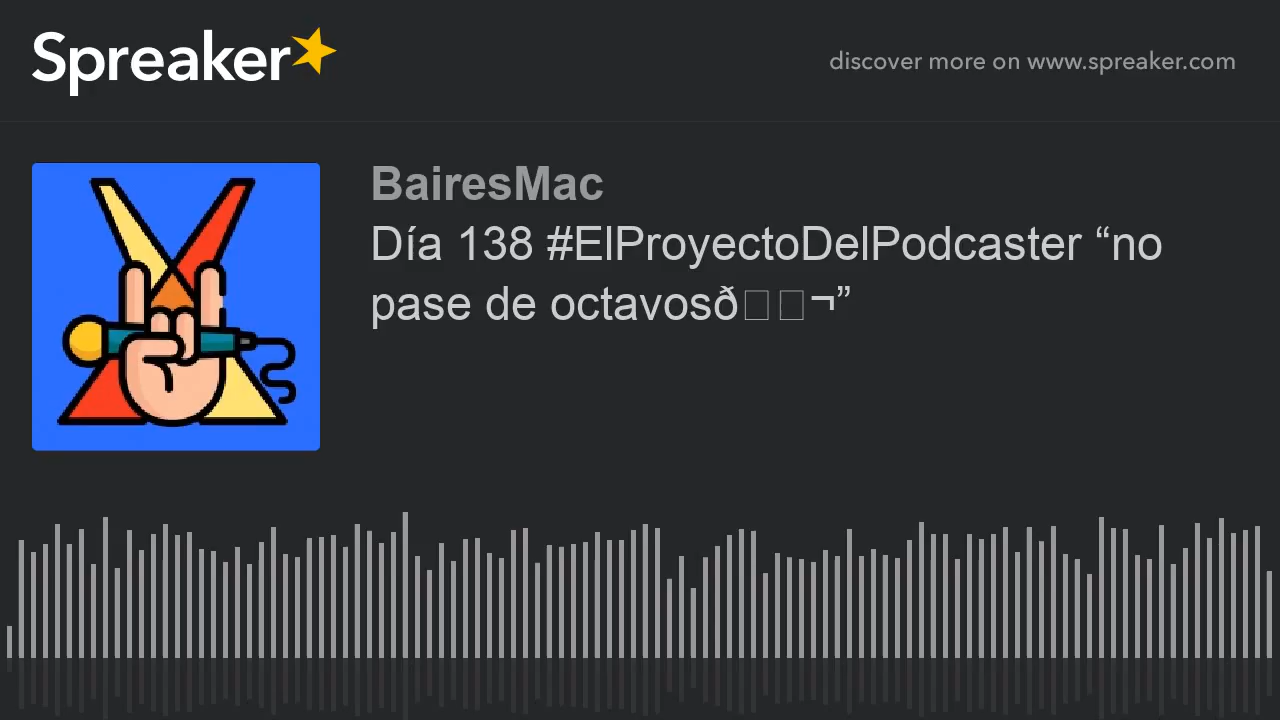 Spreaker
discover more on www.spreaker.com
BairesMac
Día 138 #ElProyectoDelPodcaster “no
pase de octavosð□□¬”